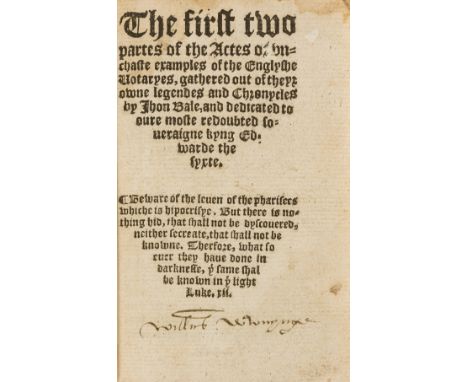 The first two
partes of the Actes or vn-
chaste examples of the Englyshe
Votaryes, gathered out of theyr
owne legendes and Chronycles
by Jhon Bale, and dedicated to
oure moste redoubted so-
ueraigne kyng Ed-
warde the
syxte.
¶Beware of the leuen of the pharisees
whiche is hipocrisye. But there is no-
thing hid, that shall not be dyscouered,
neither secreate, that shall not be
knowne. Therfore, what so
euer they haue done in
darknesse, yͤ same shal
be known in yͤ light
Luke. xii.